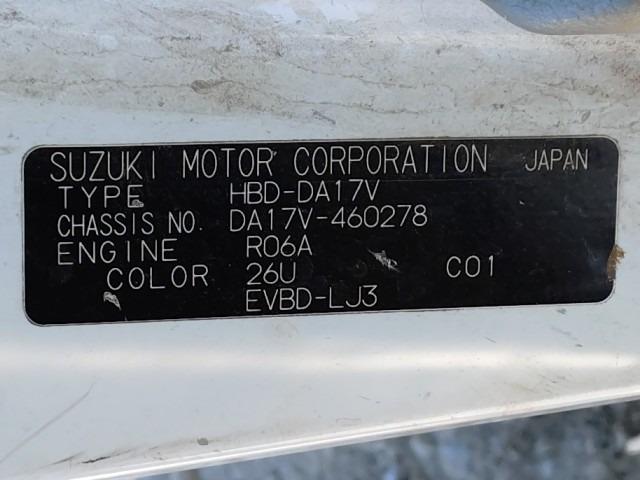 SUZUKI MOTOR CORPORATION JAPAN
TYPE HBD-DA17V
CHASSIS NO. DA17V-460278
ENGINE R06A
COLOR 26U C01
EVBD-LJ3